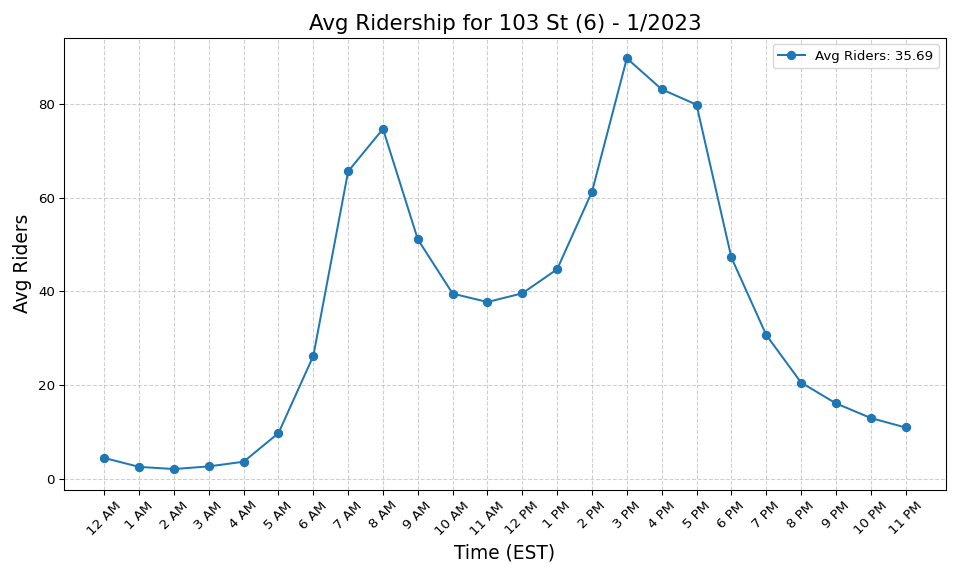 Avg Ridership for 103 St (6) - 1/2023
Avg Riders: 35.69
Avg Riders
80
60
40
20
0
12 AM
1 AM
2 AM
3 AM
4 AM
5 AM
6 AM
7 AM
8 AM
9 AM
10 AM
11 AM
12 PM
1 PM
2 PM
3 PM
4 PM
5 PM
6 PM
7 PM
8 PM
9 PM
10 PM
11 PM
Time (EST)